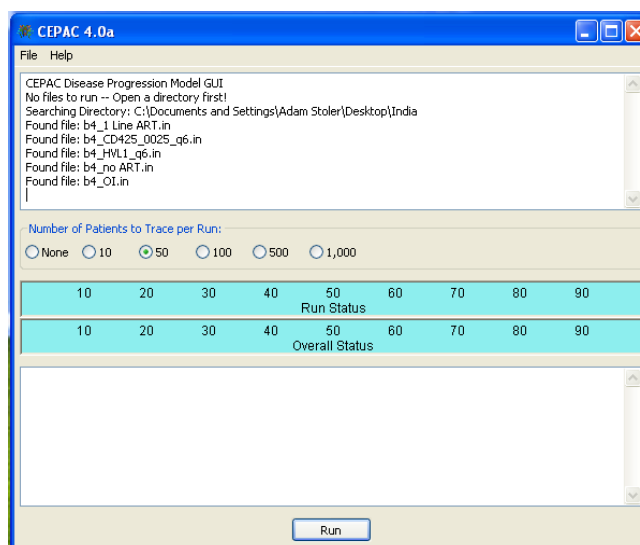 CEPAC 4.0a
File Help
CEPAC Disease Progression Model GUI
No files to run -- Open a directory first!
Searching Directory: C:\Documents and Settings\Adam Stoler\Desktop\India
Found file: b4_1 Line ART.in
Found file: b4_CD425_0025_q6.in
Found file: b4_HVL1_q6.in
Found file: b4_no ART.in
Found file: b4_OI.in
Number of Patients to Trace per Run:
None 10 50 100 500 1,000
10 20 30 40 50 60 70 80 90
Run Status
10 20 30 40 50 60 70 80 90
Overall Status
Run